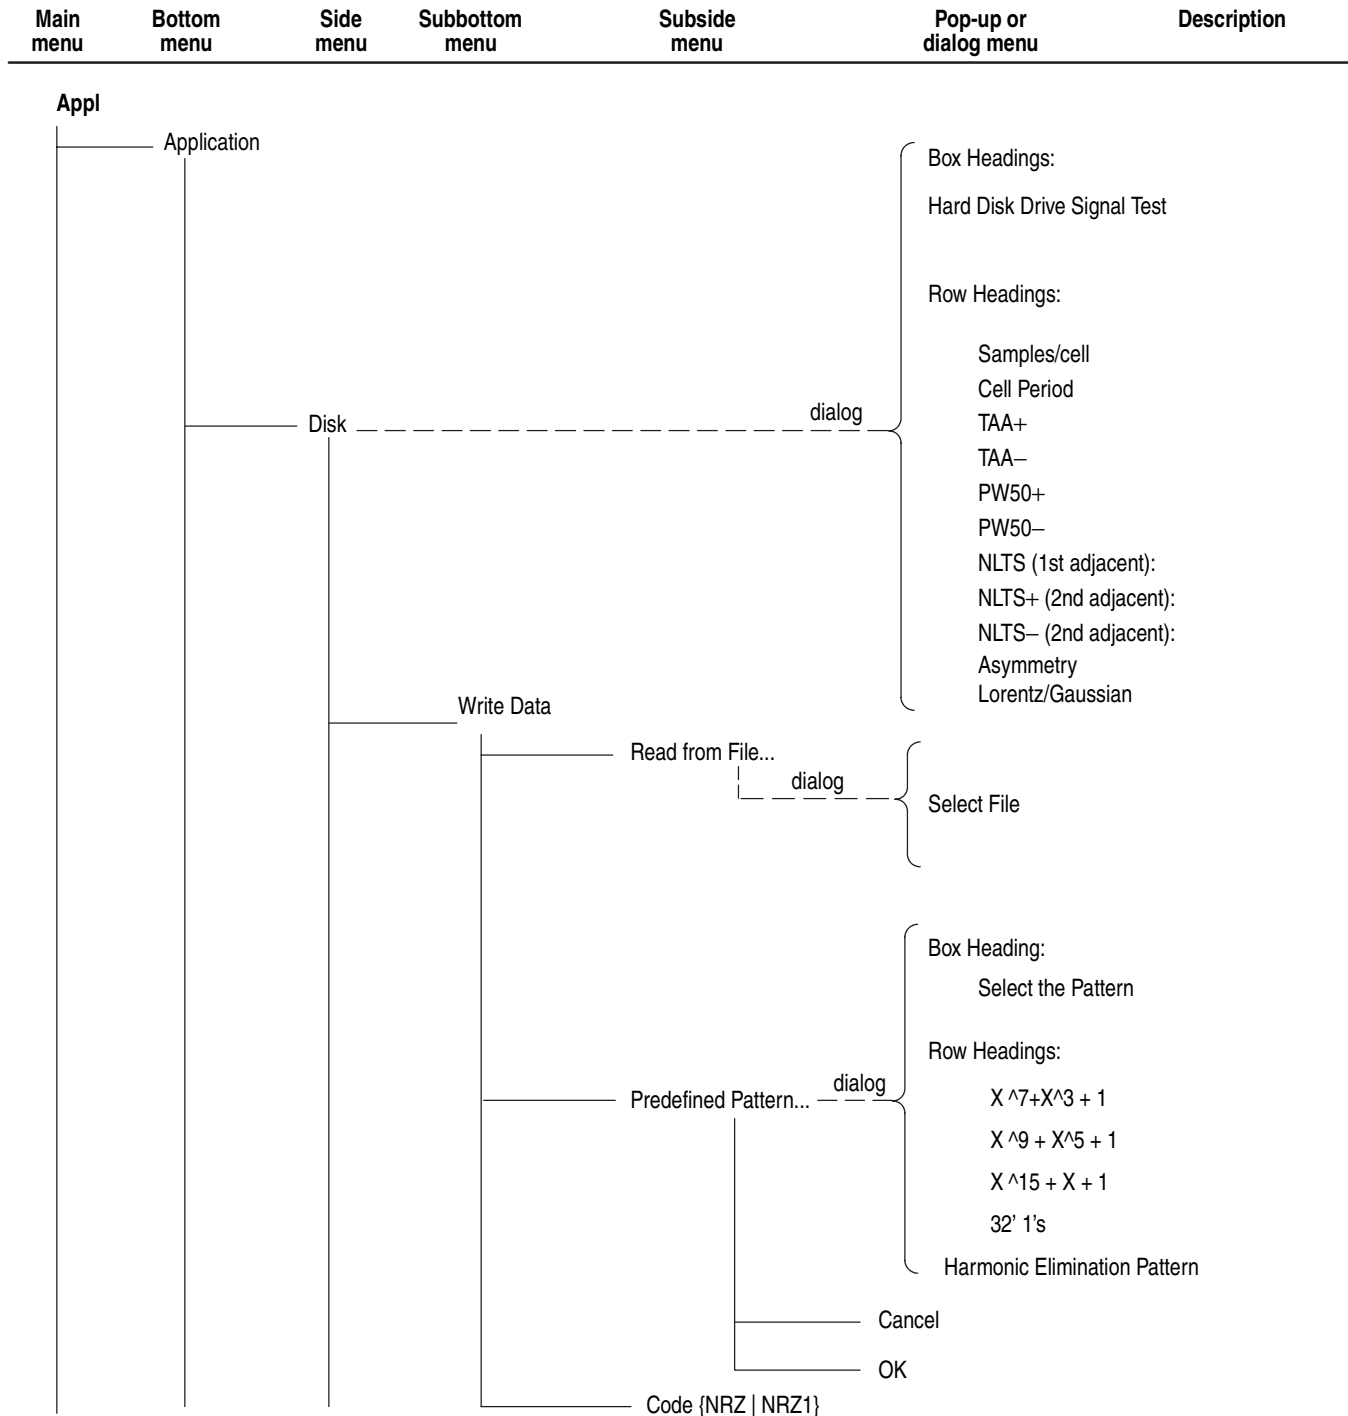 Main menu
Bottom menu
Side menu
Subbottom menu
Subside menu
Pop-up or dialog menu
Description
Appl
Application
Box Headings:
Hard Disk Drive Signal Test
Row Headings:
Samples/cell
Cell Period
TAA+
Disk
dialog
TAA–
PW50+
PW50–
NLTS (1st adjacent):
NLTS+ (2nd adjacent):
NLTS– (2nd adjacent):
Asymmetry
Lorentz/Gaussian
Write Data
Read from File...
dialog
Select File
Box Heading:
Select the Pattern
Row Headings:
Predefined Pattern...
dialog
X ^7+X^3 + 1
X ^9 + X^5 + 1
X ^15 + X + 1
32’ 1’s
Harmonic Elimination Pattern
Cancel
OK
Code {NRZ | NRZ1}